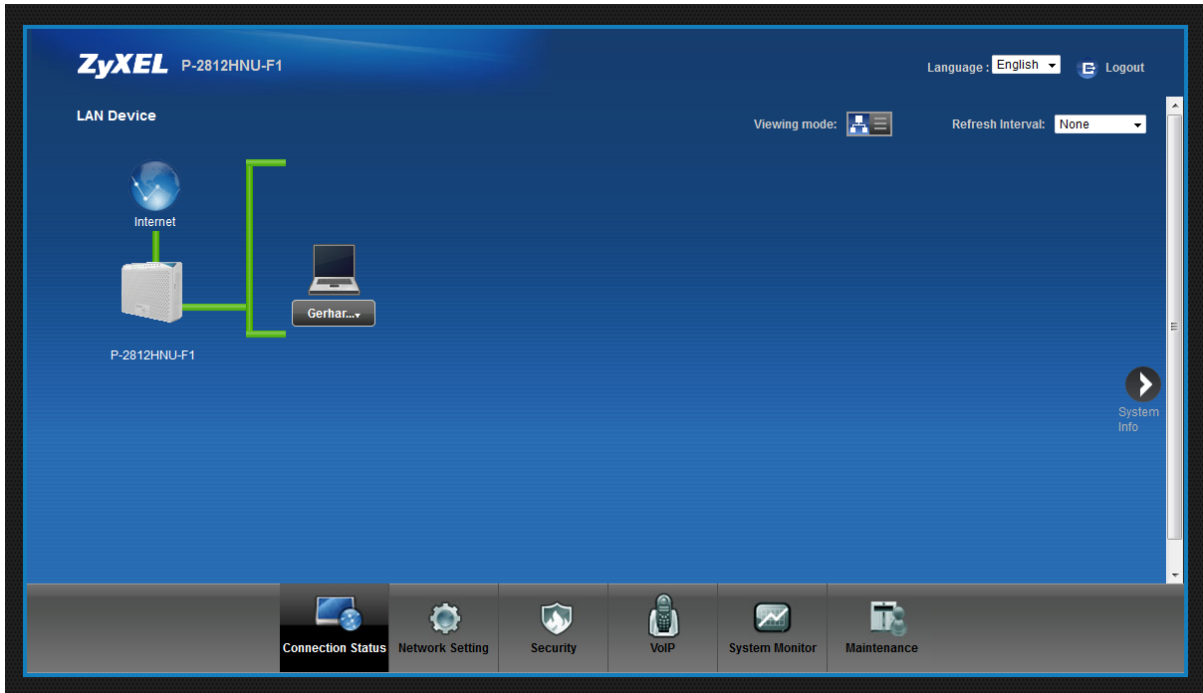 ZyXEL P-2812HNU-F1
Language : English Logout
LAN Device
Viewing mode: Refresh Interval: None
Internet
Gerhar...
P-2812HNU-F1
System
Info
Connection Status Network Setting Security VoIP System Monitor Maintenance